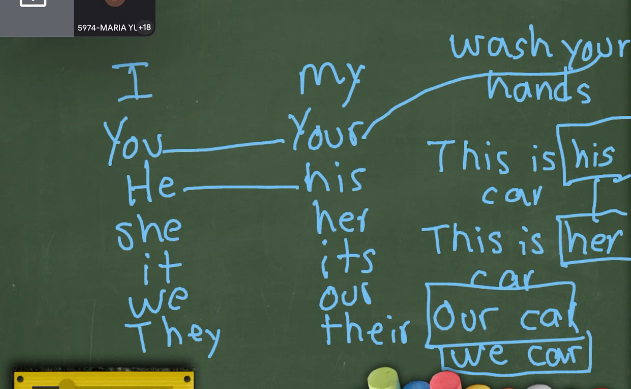 5974-MARIA YU +18
I my
You Your
He his
she her
it its
we our
They their
wash your
hands
This is his
car
This is her
car
Our car
we car